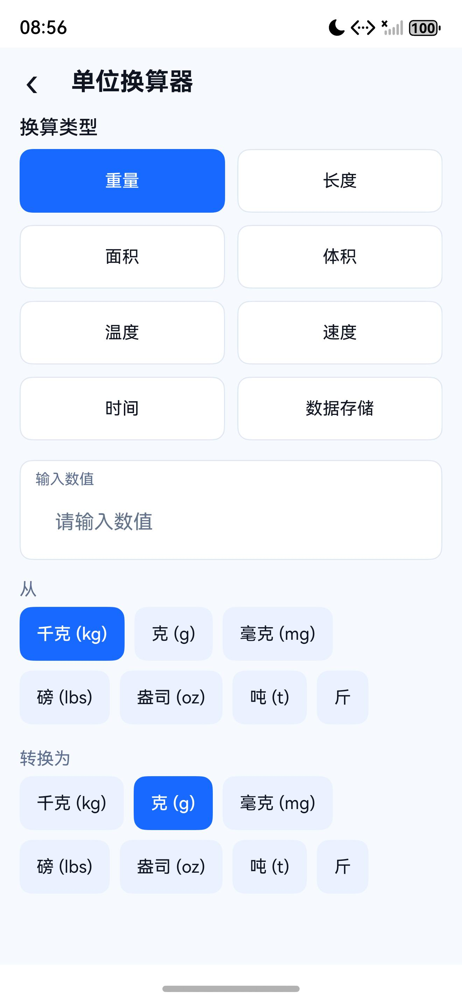 08:56
100
单位换算器
换算类型
重量
长度
面积
体积
温度
速度
时间
数据存储
输入数值
请输入数值
从
千克 (kg)
克 (g)
毫克 (mg)
磅 (lbs)
盎司 (oz)
吨 (t)
斤
转换为
千克 (kg)
克 (g)
毫克 (mg)
磅 (lbs)
盎司 (oz)
吨 (t)
斤